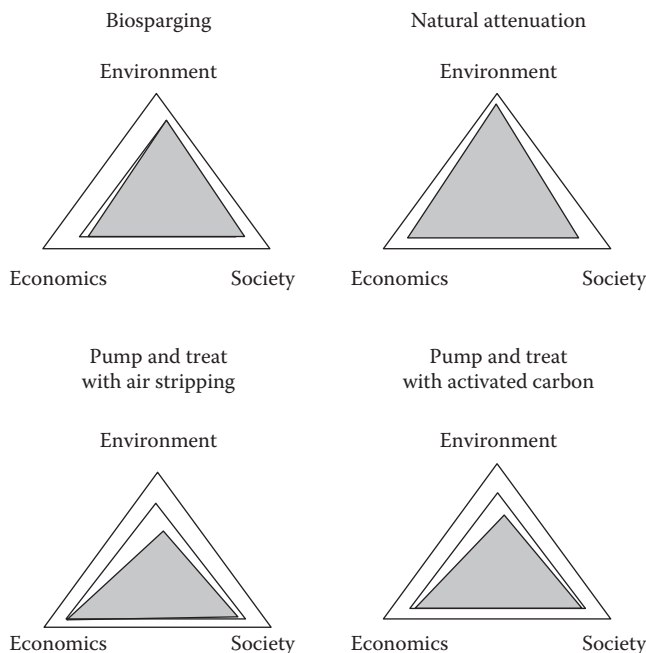 Biosparging
Environment
Economics
Society
Natural attenuation
Environment
Economics
Society
Pump and treat
with air stripping
Environment
Economics
Society
Pump and treat
with activated carbon
Environment
Economics
Society